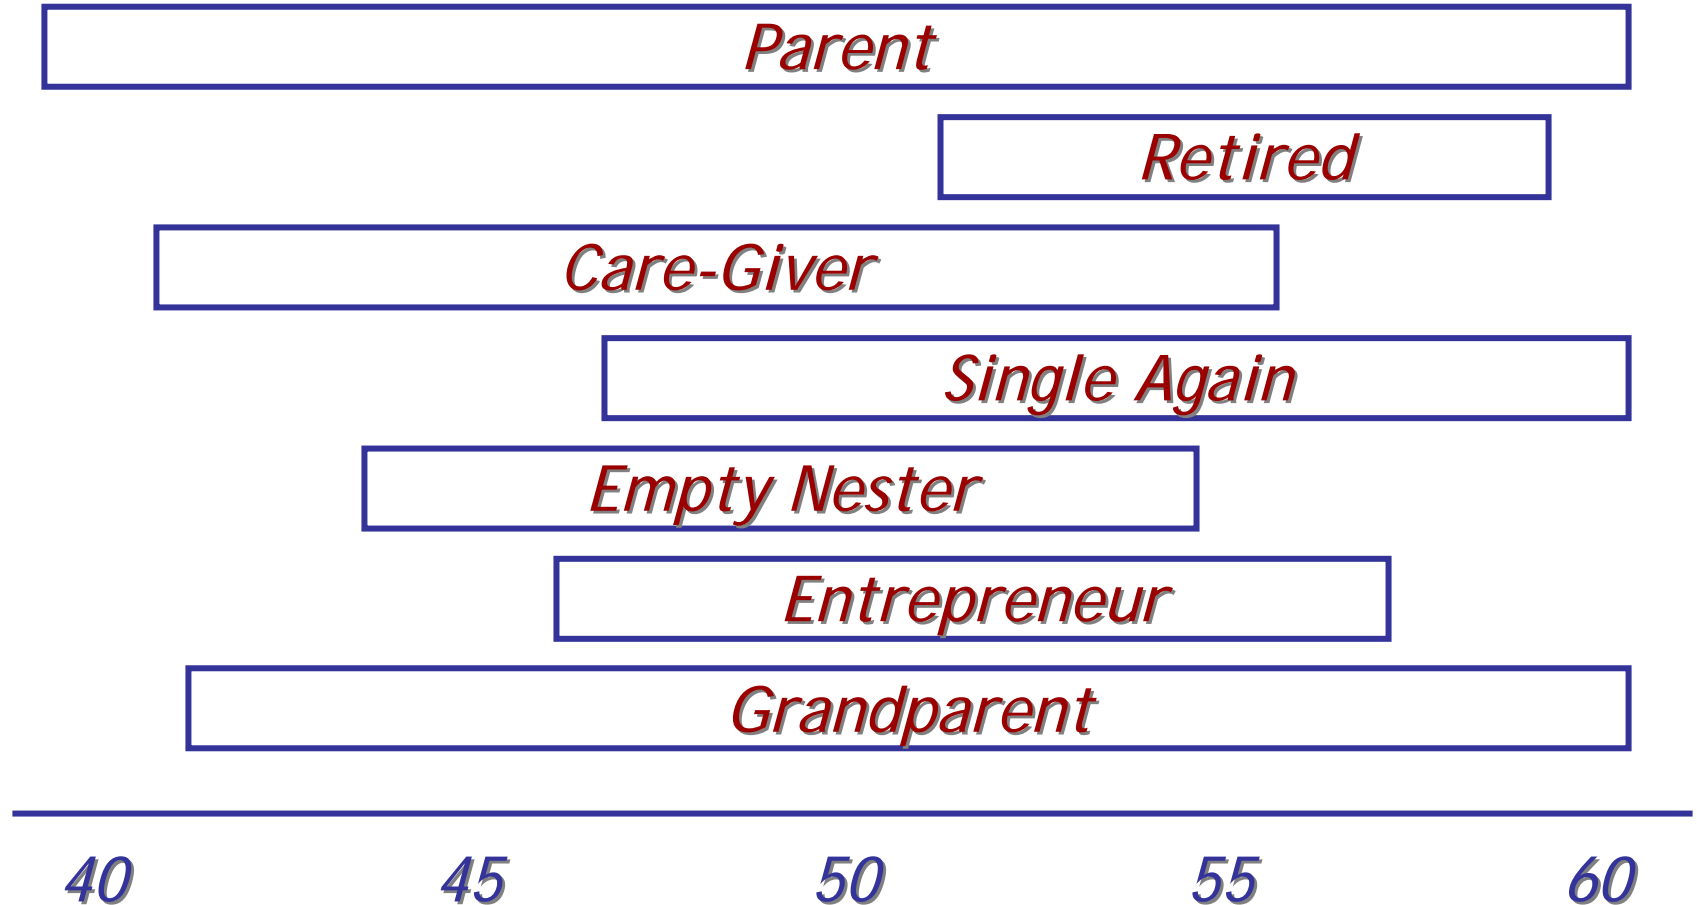 Parent
Retired
Care-Giver
Single Again
Empty Nester
Entrepreneur
Grandparent
40 45 50 55 60